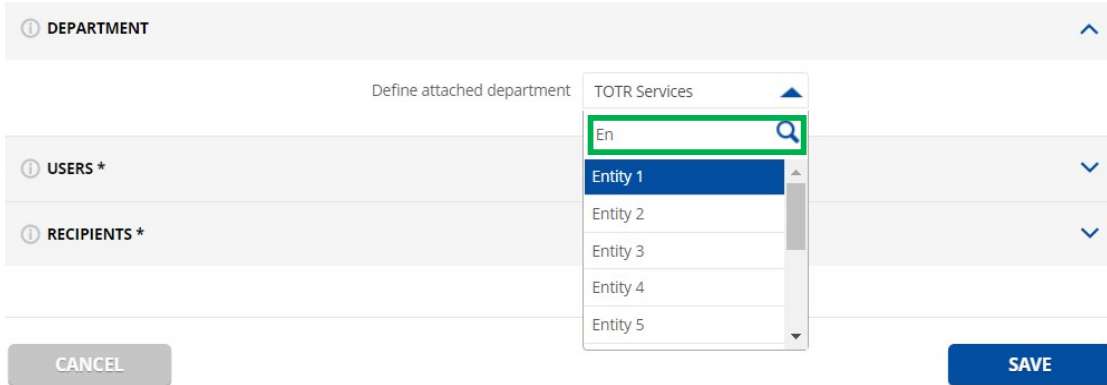 DEPARTMENT
Define attached department TOTR Services
En
USERS *
Entity 1
Entity 2
RECIPIENTS *
Entity 3
Entity 4
Entity 5
CANCEL
SAVE